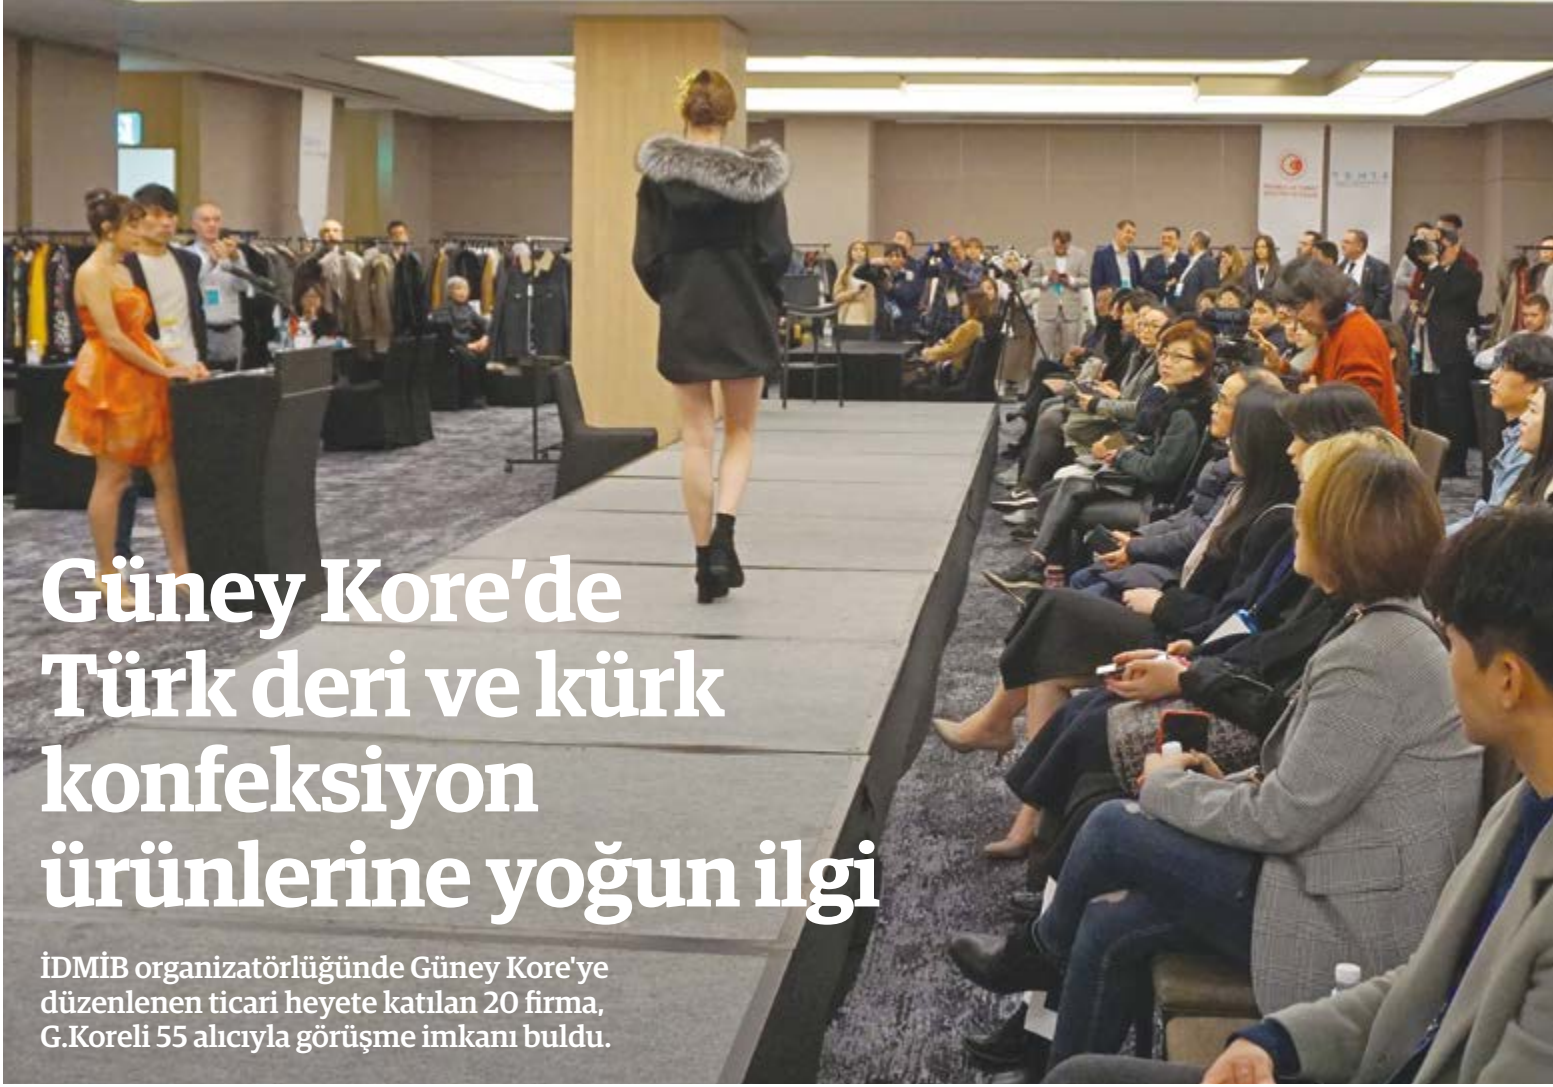 Güney Kore'de
Türk deri ve kürk
konfeksiyon
ürünlerine yoğun ilgi
İDMİB organizatörlüğünde Güney Kore'ye
düzenlenen ticari heyete katılan 20 firma,
G.Koreli 55 alıcıyla görüşme imkanı buldu.